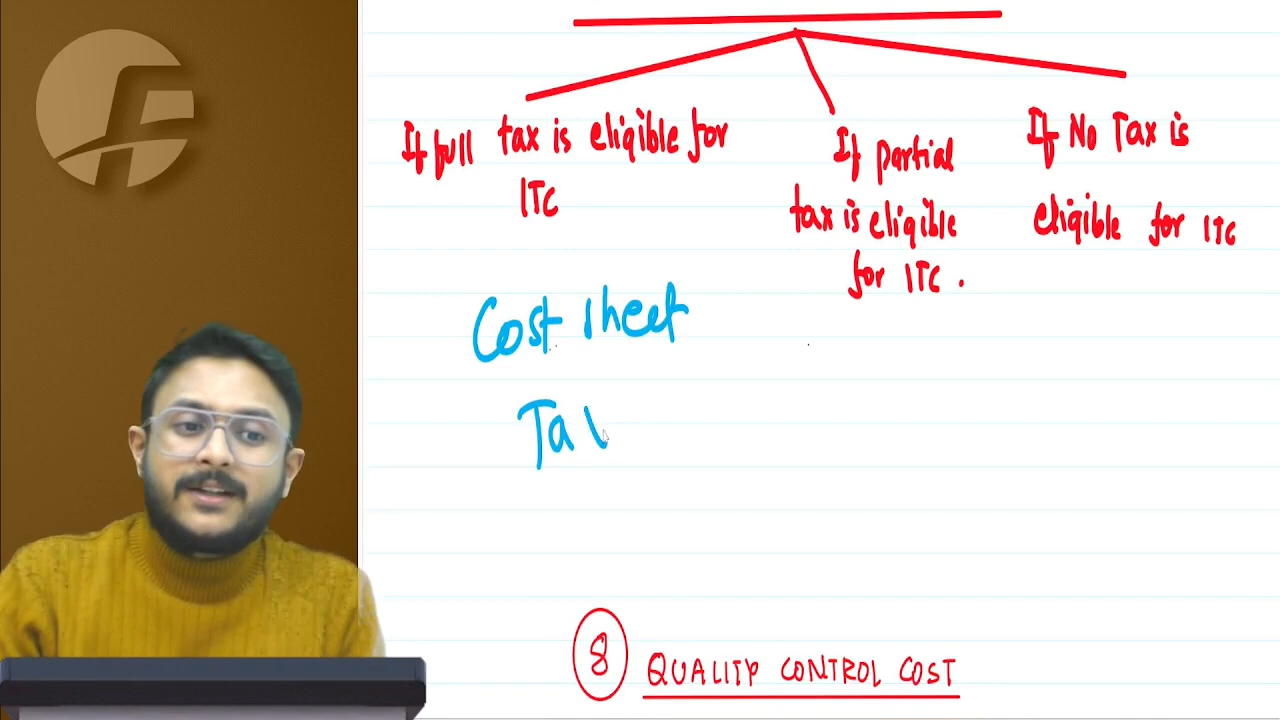 If full tax is eligible for
ITC
If partial
tax is eligible
for ITC.
If No Tax is
eligible for ITC
Cost sheet
Ta
8 QUALITY CONTROL COST